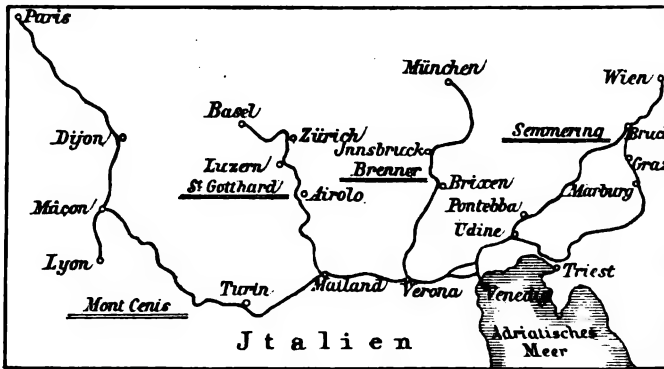 Paris
München
Wien
Basel
Dijon
Zürich
Semmering
Bruck
Innsbruck
Luzern
Brenner
Graz
St Gotthard
Airolo
Brixen
Marburg
Mâçon
Pontebba
Udine
Lyon
Triest
Turin
Mailand
Verona
Venedig
Mont Cenis
Jtalien
Adriatisches
Meer